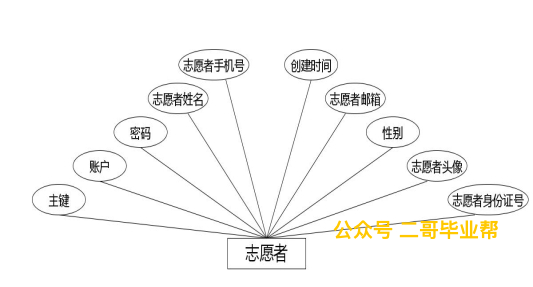 志愿者手机号
创建时间
志愿者姓名
志愿者邮箱
密码
性别
账户
志愿者头像
主键
志愿者身份证号
公众号 二哥毕业帮
志愿者